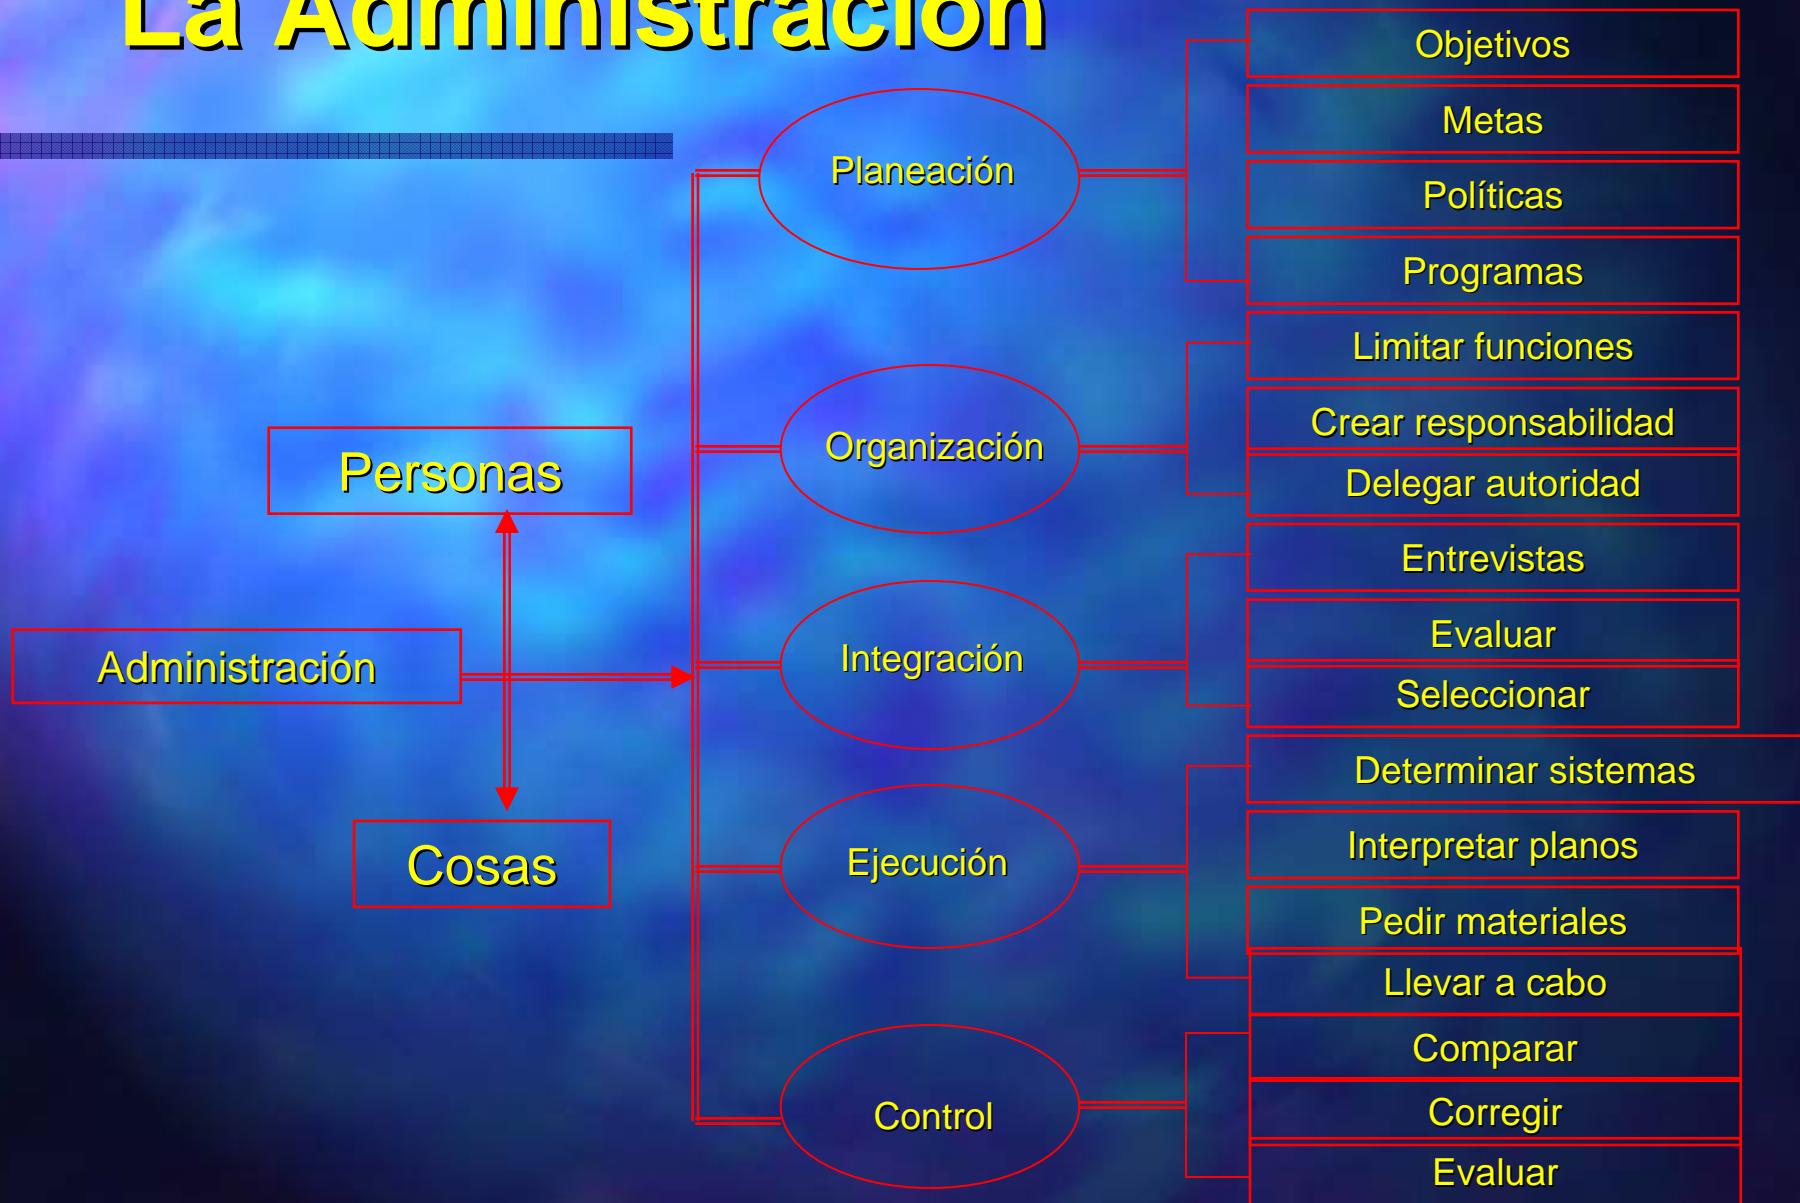 La Administración
Objetivos
Metas
Políticas
Programas
Planeación
Limitar funciones
Crear responsabilidad
Delegar autoridad
Organización
Personas
Entrevistas
Evaluar
Seleccionar
Integración
Administración
Determinar sistemas
Interpretar planos
Pedir materiales
Llevar a cabo
Ejecución
Cosas
Comparar
Corregir
Evaluar
Control